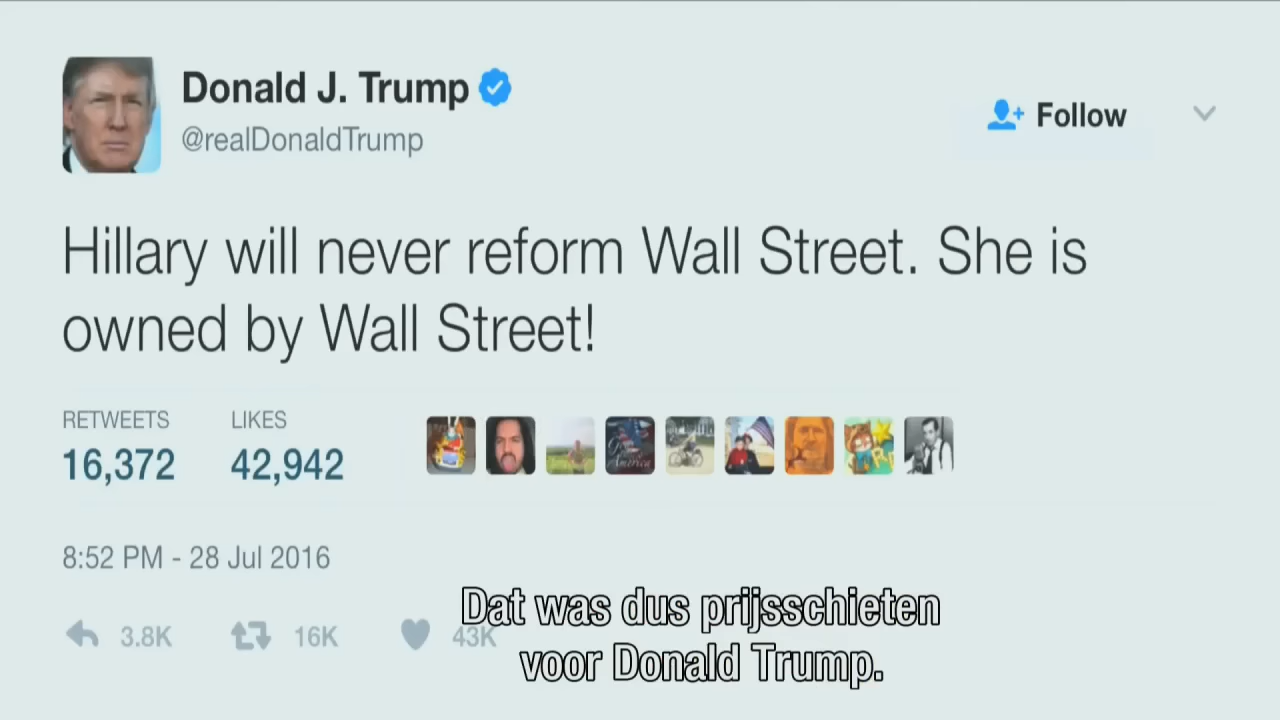 Donald J. Trump
@realDonaldTrump
Follow
Hillary will never reform Wall Street. She is
owned by Wall Street!
RETWEETS LIKES
16,372 42,942
8:52 PM - 28 Jul 2016
3.8K 16K 43K
Dat was dus prijsschieten
voor Donald Trump.